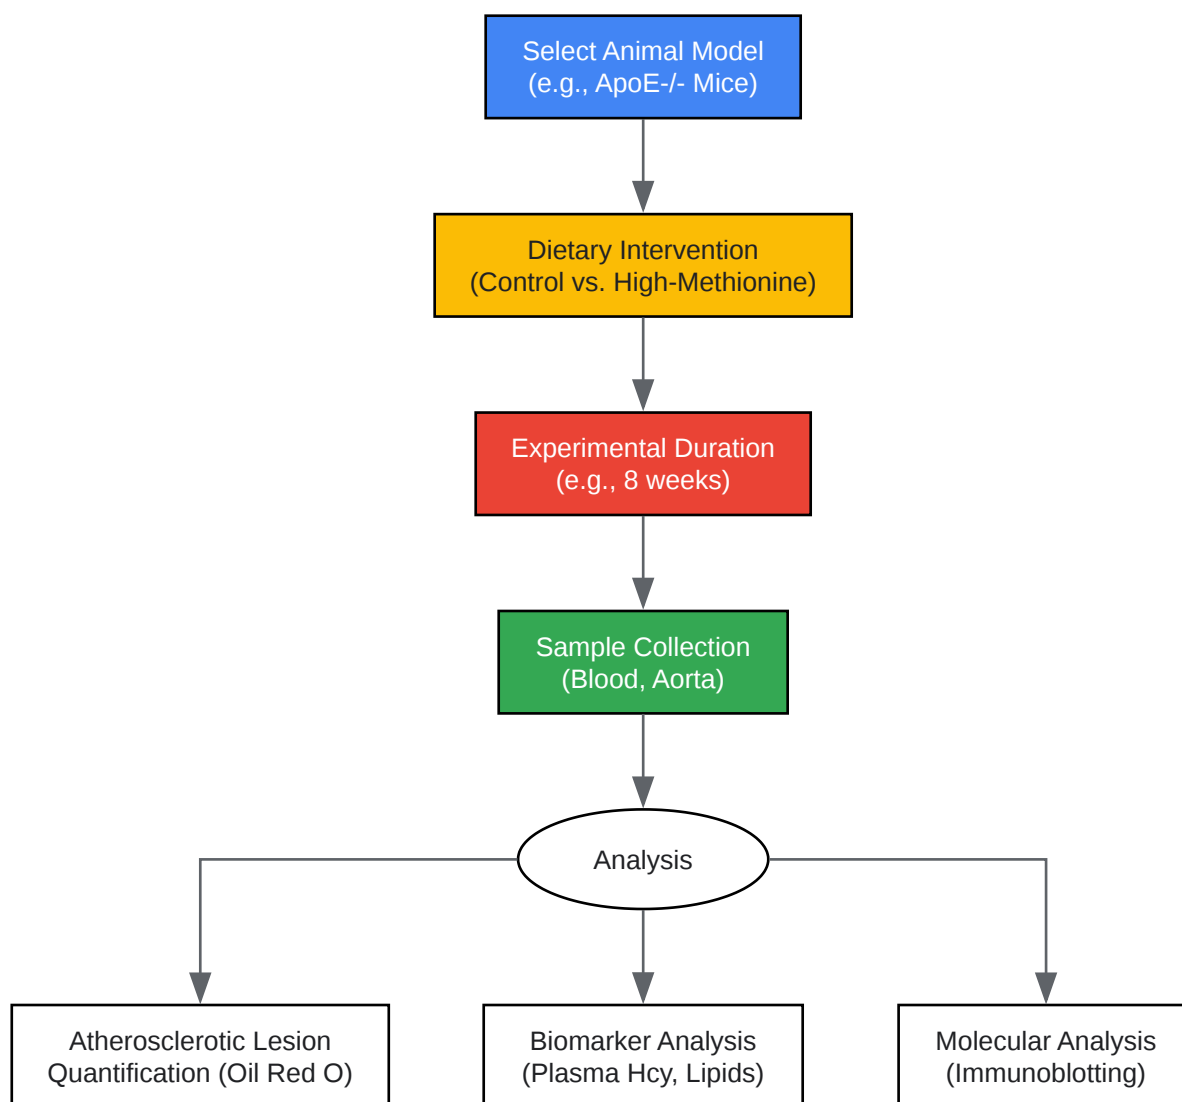 Select Animal Model
(e.g., ApoE-/- Mice)
Dietary Intervention
(Control vs. High-Methionine)
Experimental Duration
(e.g., 8 weeks)
Sample Collection
(Blood, Aorta)
Analysis
Atherosclerotic Lesion
Quantification (Oil Red O)
Biomarker Analysis
(Plasma Hcy, Lipids)
Molecular Analysis
(Immunoblotting)